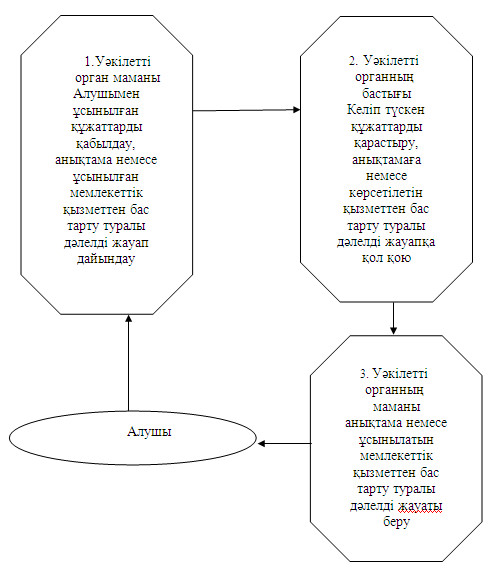 1.Уәкілетті
орган маманы
Алушымен
ұсынылған
құжаттарды
қабылдау,
анықтама немесе
ұсынылған
мемлекеттік
қызметтен бас
тарту туралы
дәлелді жауап
дайындау
2. Уәкілетті
органның
бастығы
Келіп түскен
құжаттарды
қарастыру,
анықтамаға
немесе
көрсетілетін
қызметтен бас
тарту туралы
дәлелді жауапқа
қол қою
3. Уәкілетті
органның
маманы
анықтама немесе
ұсынылатын
мемлекеттік
қызметтен бас
тарту туралы
дәлелді жауаты
беру
Алушы